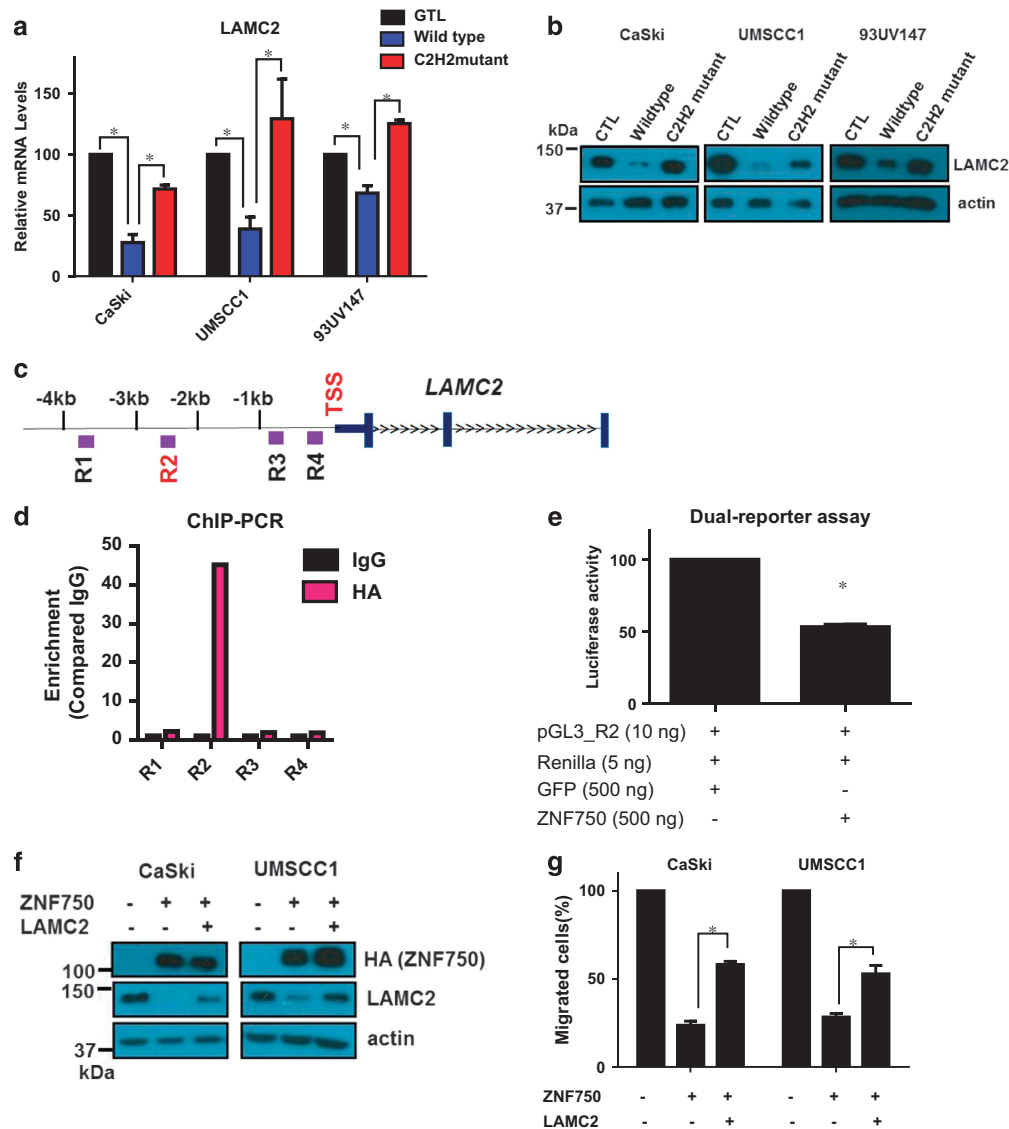 a
LAMC2
GTL
Wild type
C2H2mutant
Relative mRNA Levels
150
100
50
0
* * * * * *
CaSki
UMSCC1
93UV147
b
CaSki UMSCC1 93UV147
kDa
CTL Wildtype C2H2 mutant CTL Wildtype C2H2 mutant CTL Wildtype C2H2 mutant
150
LAMC2
37
actin
c
-4kb -3kb -2kb -1kb TSS LAMC2
>>>>>>>> >>>>>>>>>>>>>
R1 R2 R3 R4
d
ChIP-PCR
IgG
HA
Enrichment
(Compared IgG)
50
40
30
20
10
0
R1 R2 R3 R4
e
Dual-reporter assay
Luciferase activity
100
50
0
*
pGL3_R2 (10 ng) + +
Renilla (5 ng) + +
GFP (500 ng) + -
ZNF750 (500 ng) - +
f
CaSki UMSCC1
ZNF750 - + + - + +
LAMC2 - - + - - +
100
HA (ZNF750)
150
LAMC2
37
actin
kDa
g
CaSki UMSCC1
Migrated cells(%)
100
50
0
* *
ZNF750 - + + - + +
LAMC2 - - + - - +